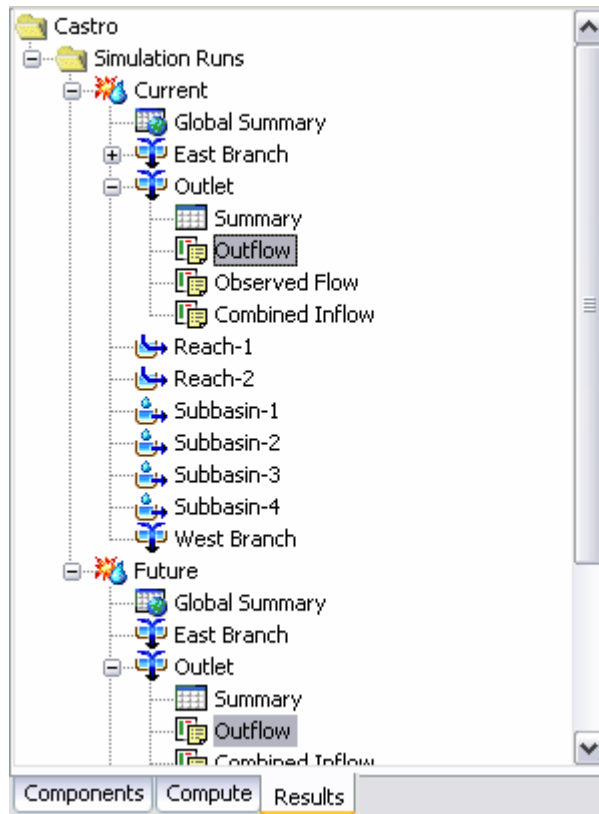 Castro
Simulation Runs
Current
Global Summary
East Branch
Outlet
Summary
Outflow
Observed Flow
Combined Inflow
Reach-1
Reach-2
Subbasin-1
Subbasin-2
Subbasin-3
Subbasin-4
West Branch
Future
Global Summary
East Branch
Outlet
Summary
Outflow
Combined Inflow
Components Compute Results